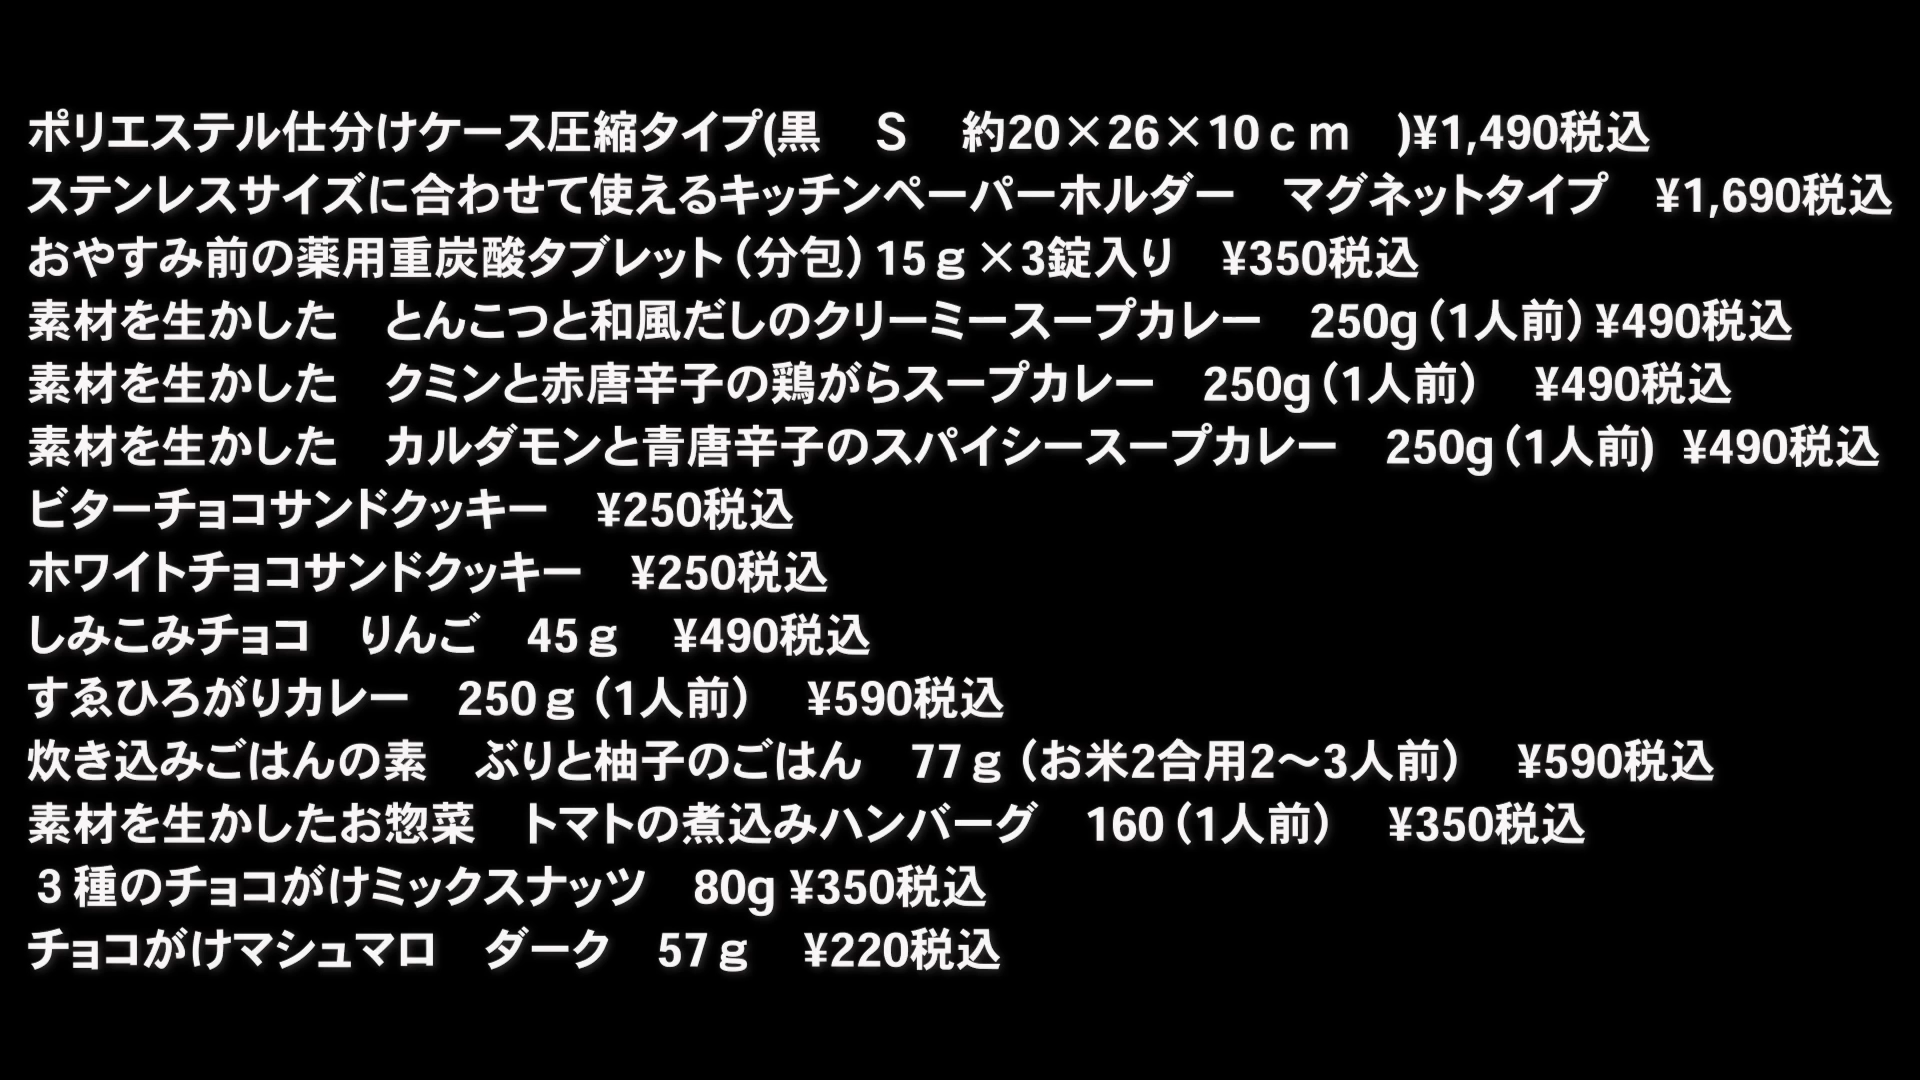 ポリエステル仕分けケース圧縮タイプ(黒　S　約20×26×10ｃｍ　)¥1,490税込
ステンレスサイズに合わせて使えるキッチンペーパーホルダー　マグネットタイプ　¥1,690税込
おやすみ前の薬用重炭酸タブレット（分包）15ｇ×3錠入り　¥350税込
素材を生かした　とんこつと和風だしのクリーミースープカレー　250g（1人前）¥490税込
素材を生かした　クミンと赤唐辛子の鶏がらスープカレー　250g（1人前）　¥490税込
素材を生かした　カルダモンと青唐辛子のスパイシースープカレー　250g（1人前)　¥490税込
ビターチョコサンドクッキー　¥250税込
ホワイトチョコサンドクッキー　¥250税込
しみこみチョコ　りんご　45ｇ　¥490税込
すゑひろがりカレー　250ｇ（1人前）　¥590税込
炊き込みごはんの素　ぶりと柚子のごはん　77ｇ（お米2合用2～3人前）　¥590税込
素材を生かしたお惣菜　トマトの煮込みハンバーグ　160（1人前）　¥350税込
３種のチョコがけミックスナッツ　80g ¥350税込
チョコがけマシュマロ　ダーク　57ｇ　¥220税込